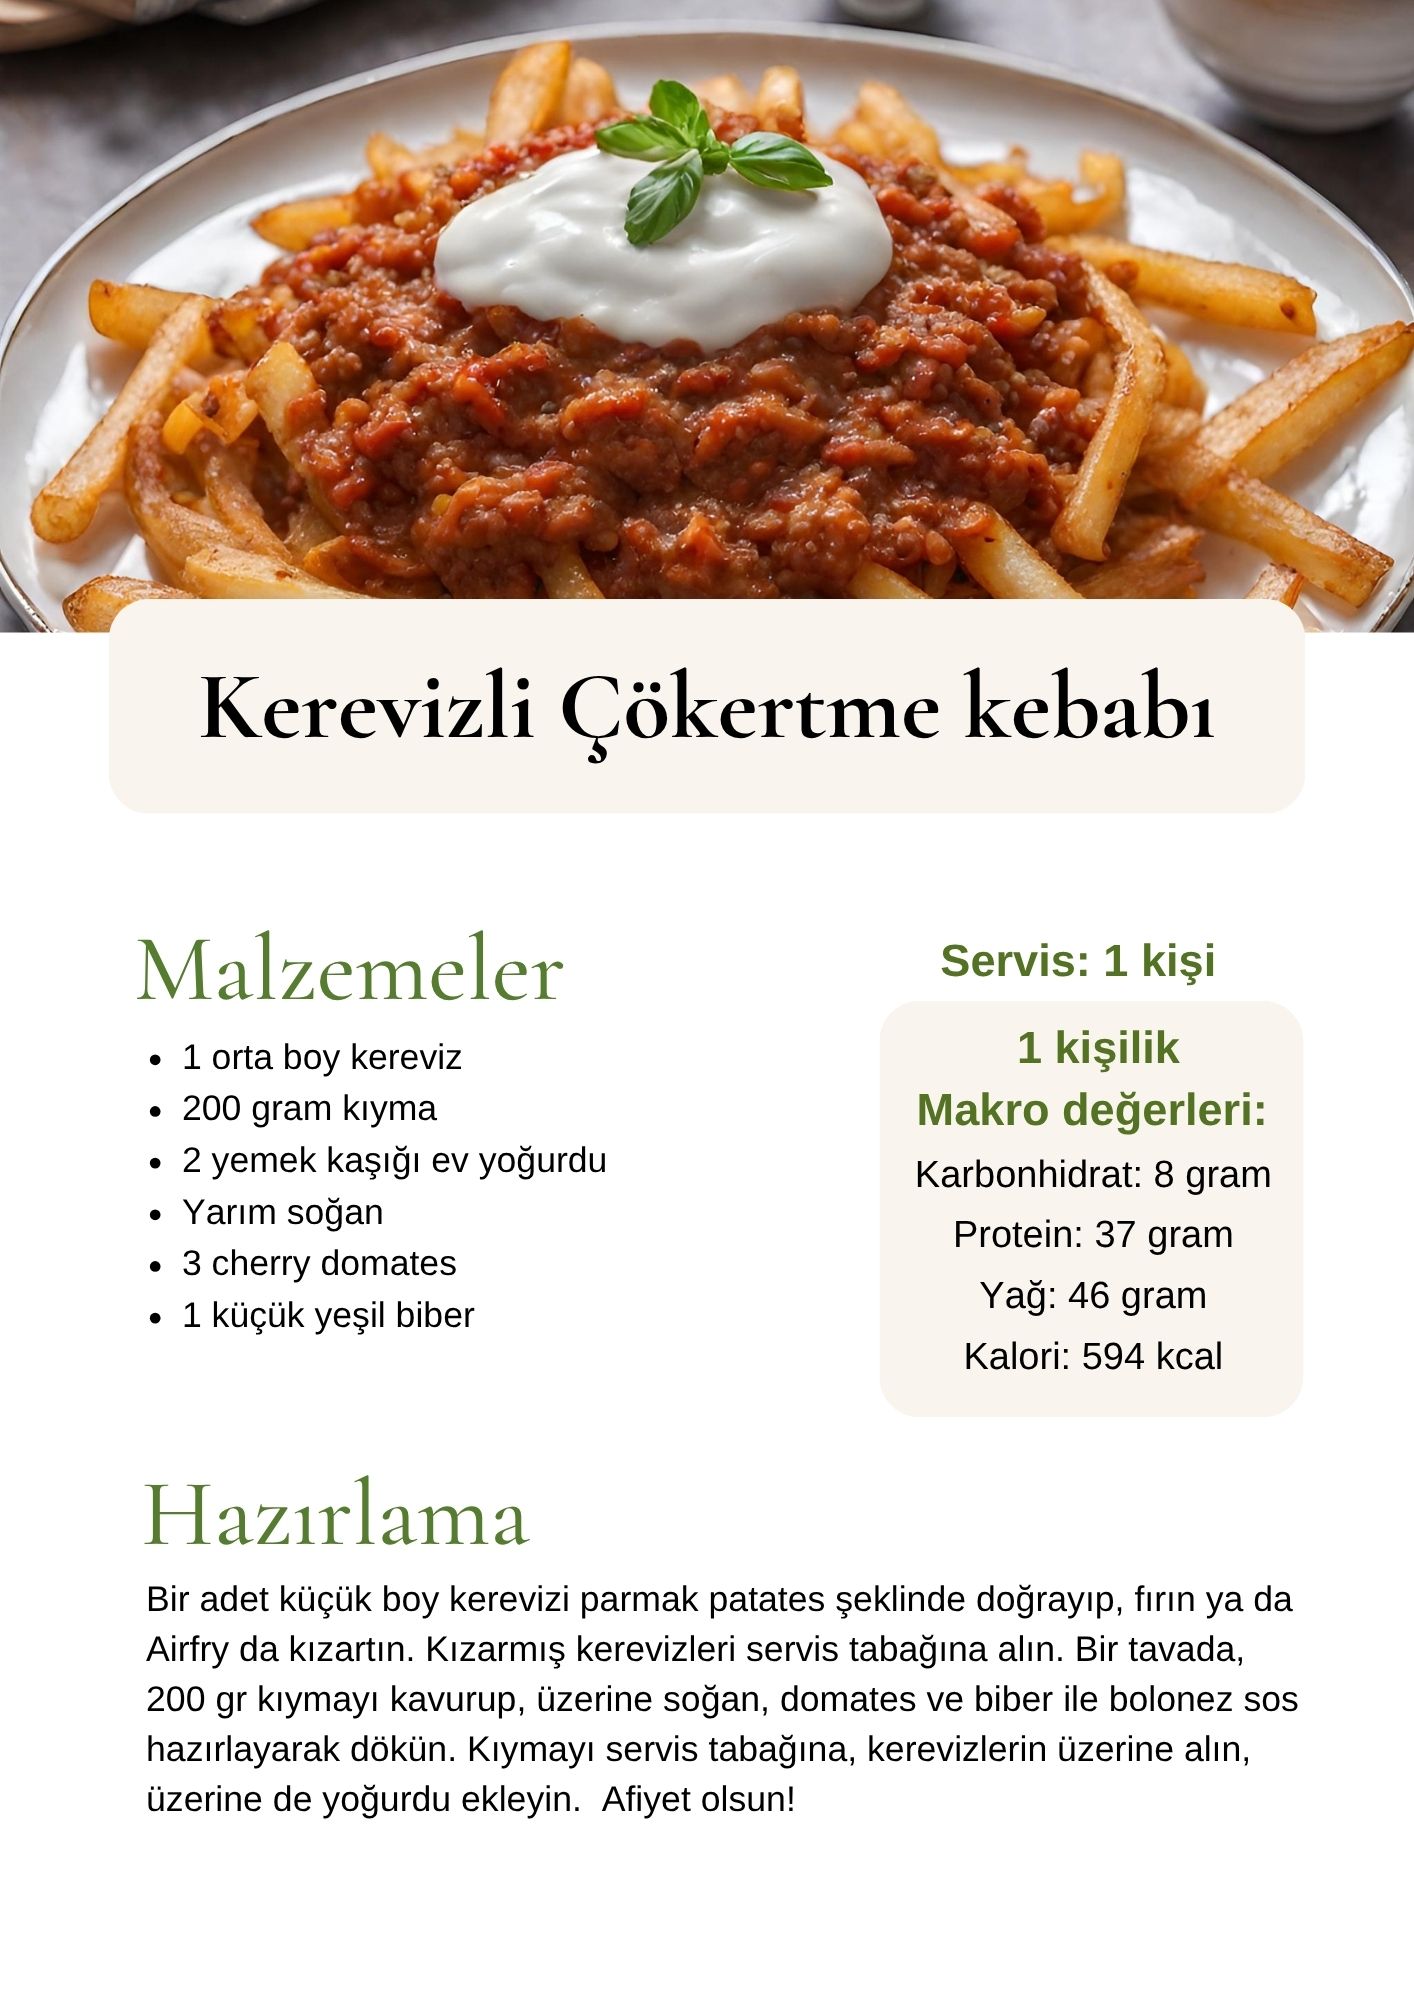 Kerevizli Çökertme kebabı
Malzemeler
• 1 orta boy kereviz
• 200 gram kıyma
• 2 yemek kaşığı ev yoğurdu
• Yarım soğan
• 3 cherry domates
• 1 küçük yeşil biber
Servis: 1 kişi
1 kişilik
Makro değerleri:
Karbonhidrat: 8 gram
Protein: 37 gram
Yağ: 46 gram
Kalori: 594 kcal
Hazırlama
Bir adet küçük boy kerevizi parmak patates şeklinde doğrayıp, fırın ya da
Airfry da kızartın. Kızarmış kerevizleri servis tabağına alın. Bir tavada,
200 gr kıymayı kavurup, üzerine soğan, domates ve biber ile bolonez sos
hazırlayarak dökün. Kıymayı servis tabağına, kerevizlerin üzerine alın,
üzerine de yoğurdu ekleyin.  Afiyet olsun!